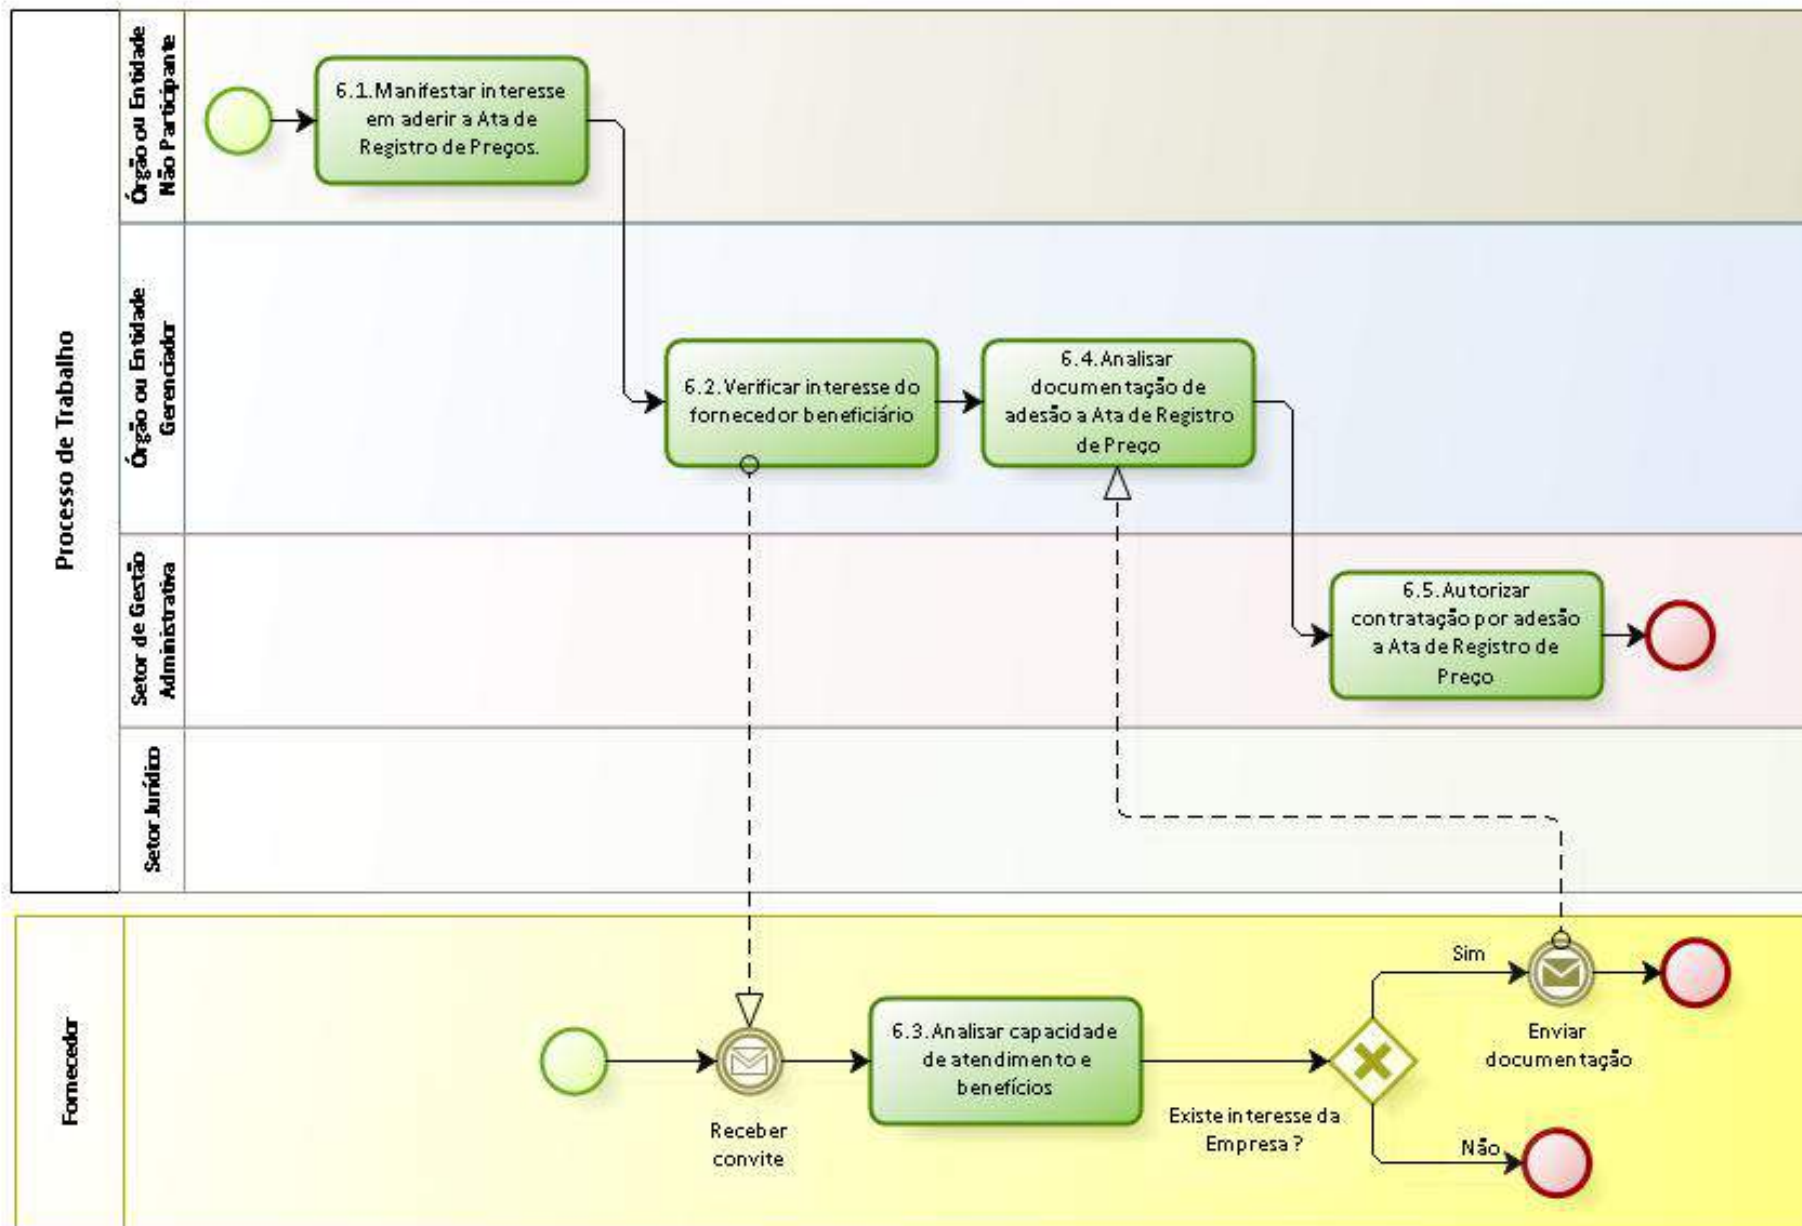 Processo de Trabalho
Órgão ou Entidade
Não Participante
6.1.Manifestar interesse
em aderir a Ata de
Registro de Preços.
Órgão ou Entidade
Gerenciador
6.2.Verificar interesse do
fornecedor beneficiário
6.4.Analisar
documentação de
adesão a Ata de Registro
de Preço
Setor de Gestão
Administrativa
6.5.Autorizar
contratação por adesão
a Ata de Registro de
Preço
Setor Jurídico
Fornecedor
Receber
convite
6.3.Analisar capacidade
de atendimento e
benefícios
Existe interesse da
Empresa ?
Sim
Enviar
documentação
Não